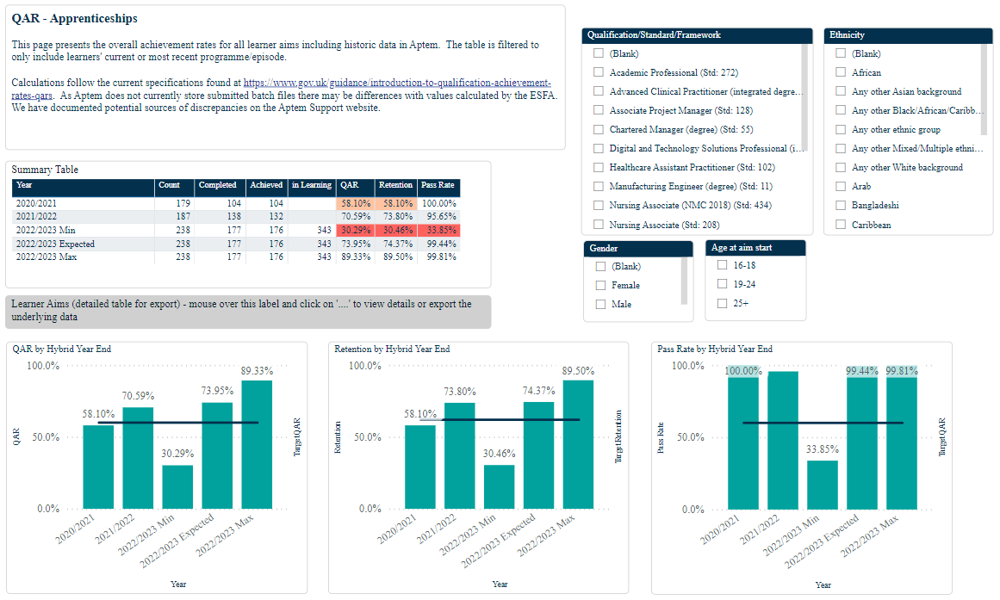 QAR - Apprenticeships
This page presents the overall achievement rates for all learner aims including historic data in Aptem. The table is filtered to
only include learners' current or most recent programme/episode.
Calculations follow the current specifications found at https://www.gov.uk/guidance/introduction-to-qualification-achievement-
rates-qars. As Aptem does not currently store submitted batch files there may be differences with values calculated by the ESFA.
We have documented potential sources of discrepancies on the Aptem Support website.
Qualification/Standard/Framework
(Blank)
Academic Professional (Std: 272)
Advanced Clinical Practitioner (integrated degre...
Associate Project Manager (Std: 128)
Chartered Manager (degree) (Std: 55)
Digital and Technology Solutions Professional (i...
Healthcare Assistant Practitioner (Std: 102)
Manufacturing Engineer (degree) (Std: 11)
Nursing Associate (NMC 2018) (Std: 434)
Nursing Associate (Std: 208)
Ethnicity
(Blank)
African
Any other Asian background
Any other Black/African/Caribb...
Any other ethnic group
Any other Mixed/Multiple ethni...
Any other White background
Arab
Bangladeshi
Caribbean
Summary Table
Year Count Completed Achieved in Learning QAR Retention Pass Rate
2020/2021 179 104 104 58.10% 58.10% 100.00%
2021/2022 187 138 132 70.59% 73.80% 95.65%
2022/2023 Min 238 177 176 343 30.29% 30.46% 33.85%
2022/2023 Expected 238 177 176 343 73.95% 74.37% 99.44%
2022/2023 Max 238 177 176 343 89.33% 89.50% 99.81%
Gender
(Blank)
Female
Male
Age at aim start
16-18
19-24
25+
Learner Aims (detailed table for export) - mouse over this label and click on '....' to view details or export the
underlying data
QAR by Hybrid Year End
100.0%
50.0%
0.0%
QAR
58.10%
70.59%
30.29%
73.95%
89.33%
Target QAR
2020/2021
2021/2022
2022/2023 Min
2022/2023 Expected
2022/2023 Max
Year
Retention by Hybrid Year End
100.0%
50.0%
0.0%
Retention
58.10%
73.80%
30.46%
74.37%
89.50%
Target Retention
2020/2021
2021/2022
2022/2023 Min
2022/2023 Expected
2022/2023 Max
Year
Pass Rate by Hybrid Year End
100.0%
50.0%
0.0%
Pass Rate
100.00%
33.85%
99.44%
99.81%
Target QAR
2020/2021
2021/2022
2022/2023 Min
2022/2023 Expected
2022/2023 Max
Year